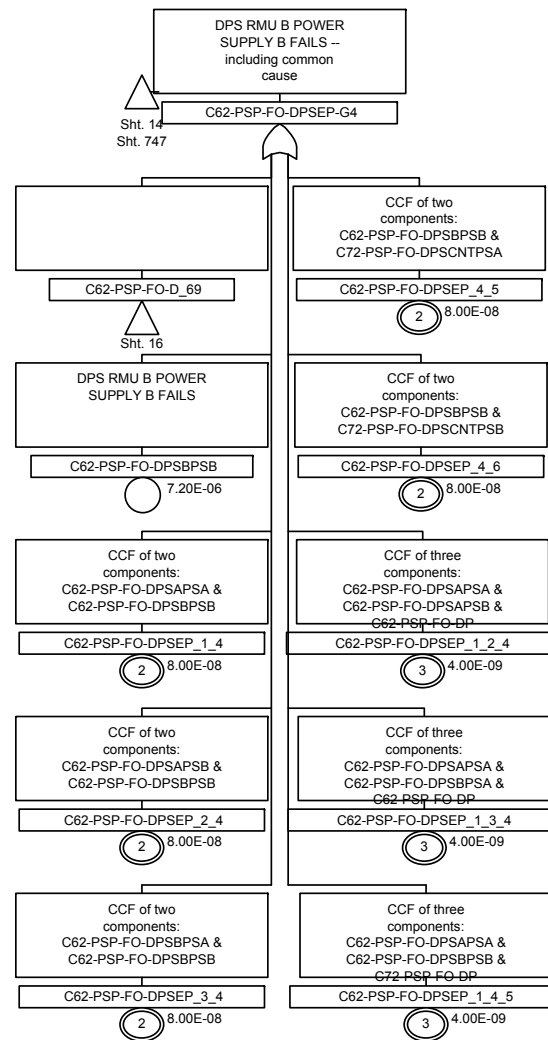 DPS RMU B POWER
SUPPLY B FAILS --
including common
cause
C62-PSP-FO-DPSEP-G4
Sht. 14
Sht. 747
C62-PSP-FO-D_69
Sht. 16
CCF of two
components:
C62-PSP-FO-DPSBPSB &
C72-PSP-FO-DPSCNTPSA
C62-PSP-FO-DPSEP_4_5
2
8.00E-08
DPS RMU B POWER
SUPPLY B FAILS
C62-PSP-FO-DPSBPSB
7.20E-06
CCF of two
components:
C62-PSP-FO-DPSBPSB &
C72-PSP-FO-DPSCNTPSB
C62-PSP-FO-DPSEP_4_6
2
8.00E-08
CCF of two
components:
C62-PSP-FO-DPSAPSA &
C62-PSP-FO-DPSBPSB
C62-PSP-FO-DPSEP_1_4
2
8.00E-08
CCF of three
components:
C62-PSP-FO-DPSAPSA &
C62-PSP-FO-DPSAPSB &
C62-PSP-FO-DP
C62-PSP-FO-DPSEP_1_2_4
3
4.00E-09
CCF of two
components:
C62-PSP-FO-DPSAPSB &
C62-PSP-FO-DPSBPSB
C62-PSP-FO-DPSEP_2_4
2
8.00E-08
CCF of three
components:
C62-PSP-FO-DPSAPSA &
C62-PSP-FO-DPSBPSA &
C62-PSP-FO-DP
C62-PSP-FO-DPSEP_1_3_4
3
4.00E-09
CCF of two
components:
C62-PSP-FO-DPSBPSA &
C62-PSP-FO-DPSBPSB
C62-PSP-FO-DPSEP_3_4
2
8.00E-08
CCF of three
components:
C62-PSP-FO-DPSAPSA &
C62-PSP-FO-DPSBPSB &
C72-PSP-FO-DP
C62-PSP-FO-DPSEP_1_4_5
3
4.00E-09